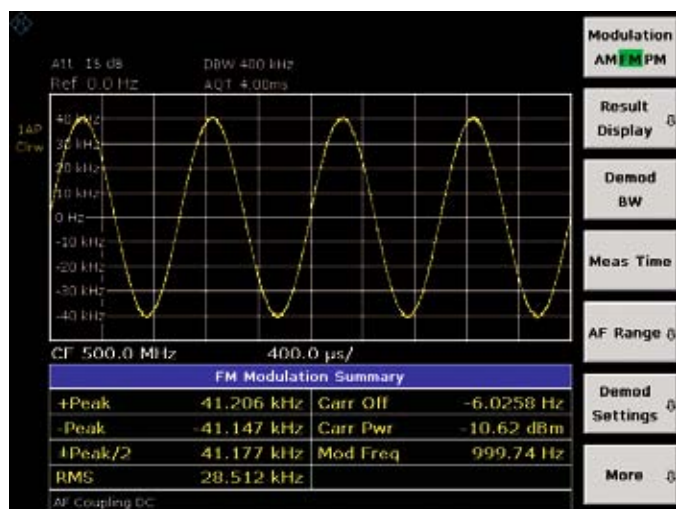 Att 15 dB DBW 400 kHz
Ref 0.0 Hz AQT 4.00ms
1AP
Clrw
40 kHz
30 kHz
20 kHz
10 kHz
0 Hz
-10 kHz
-20 kHz
-30 kHz
-40 kHz
CF 500.0 MHz 400.0 µs/
FM Modulation Summary
+Peak 41.206 kHz Carr Off -6.0258 Hz
-Peak -41.147 kHz Carr Pwr -10.62 dBm
±Peak/2 41.177 kHz Mod Freq 999.74 Hz
RMS 28.512 kHz
AF Coupling DC
Modulation
AM FM PM
Result
Display
Demod
BW
Meas Time
AF Range
Demod
Settings
More